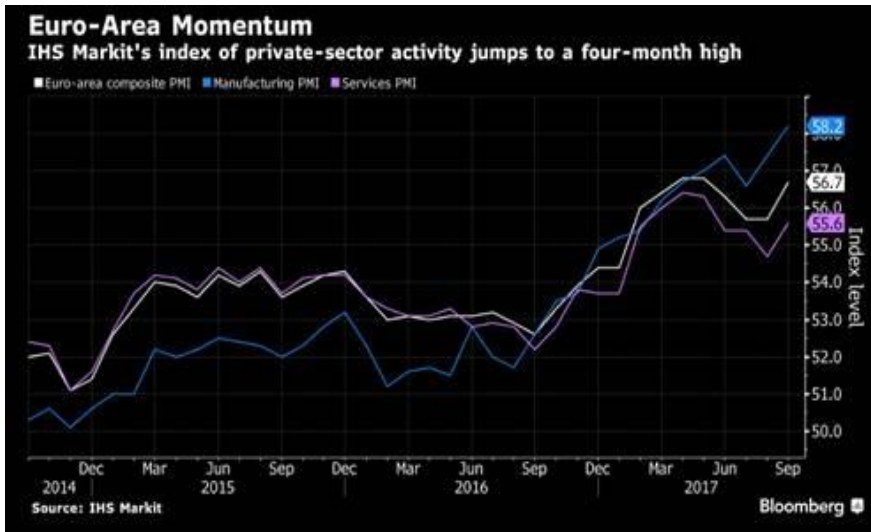 Euro-Area Momentum
IHS Markit's index of private-sector activity jumps to a four-month high
Euro-area composite PMI Manufacturing PMI Services PMI
58.2
58.0
57.0
56.7
56.0
55.6
55.0
54.0
53.0
52.0
51.0
50.0
Index level
Dec Mar Jun Sep Dec Mar Jun Sep Dec Mar Jun Sep
2014 2015 2016 2017
Source: IHS Markit
Bloomberg